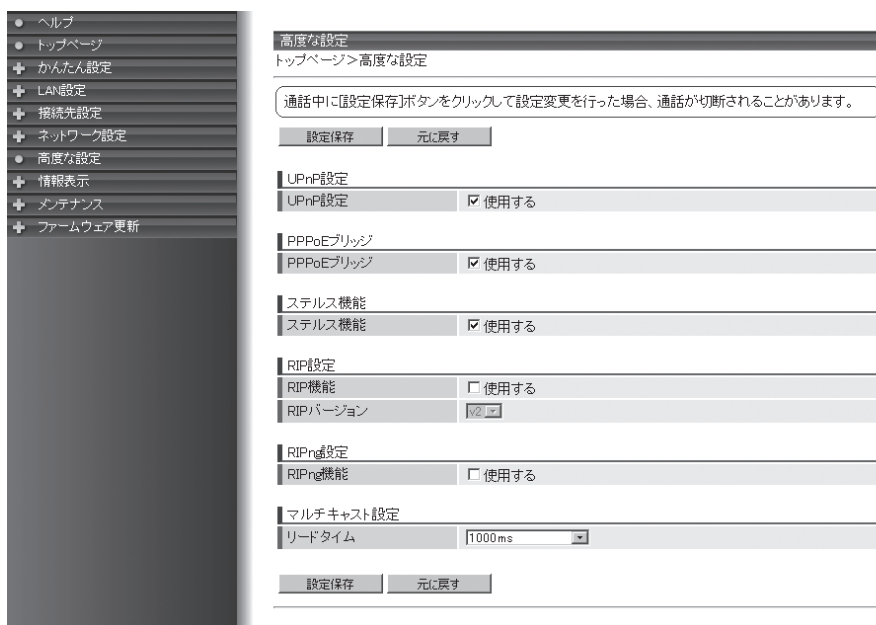 ヘルプ
トップページ
かんたん設定
LAN設定
接続先設定
ネットワーク設定
高度な設定
情報表示
メンテナンス
ファームウェア更新
高度な設定
トップページ＞高度な設定
通話中に[設定保存]ボタンをクリックして設定変更を行った場合、通話が切断されることがあります。
設定保存 元に戻す
UPnP設定
UPnP設定 使用する
PPPoEブリッジ
PPPoEブリッジ 使用する
ステルス機能
ステルス機能 使用する
RIP設定
RIP機能 使用する
RIPバージョン v2
RIPng設定
RIPng機能 使用する
マルチキャスト設定
リードタイム 1000ms
設定保存 元に戻す